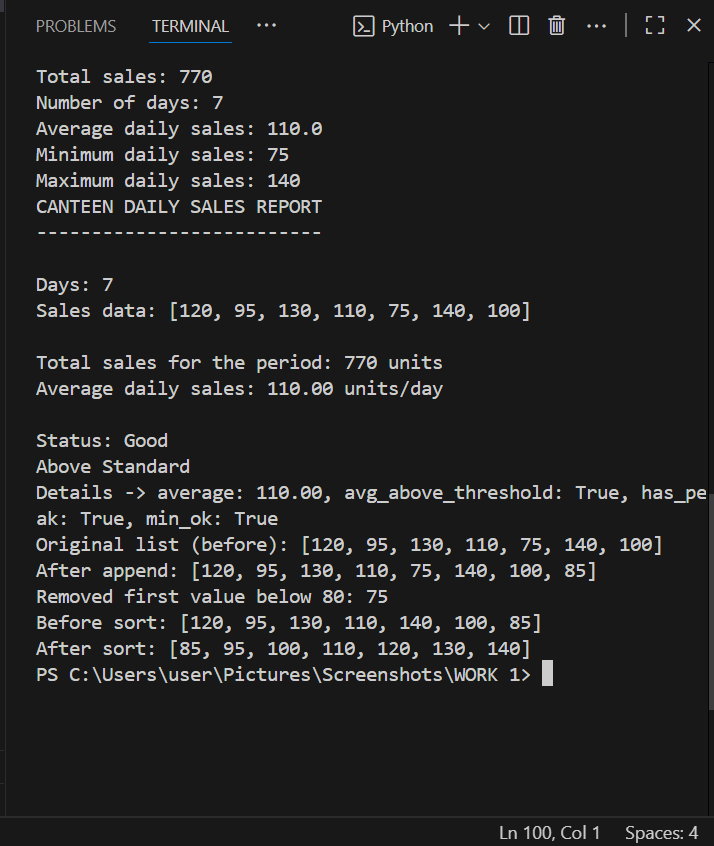 PROBLEMS TERMINAL ... Python
Total sales: 770
Number of days: 7
Average daily sales: 110.0
Minimum daily sales: 75
Maximum daily sales: 140
CANTEEN DAILY SALES REPORT
--------------------------
Days: 7
Sales data: [120, 95, 130, 110, 75, 140, 100]
Total sales for the period: 770 units
Average daily sales: 110.00 units/day
Status: Good
Above Standard
Details -> average: 110.00, avg_above_threshold: True, has_pe
ak: True, min_ok: True
Original list (before): [120, 95, 130, 110, 75, 140, 100]
After append: [120, 95, 130, 110, 75, 140, 100, 85]
Removed first value below 80: 75
Before sort: [120, 95, 130, 110, 140, 100, 85]
After sort: [85, 95, 100, 110, 120, 130, 140]
PS C:\Users\user\Pictures\Screenshots\WORK 1>
Ln 100, Col 1 Spaces: 4